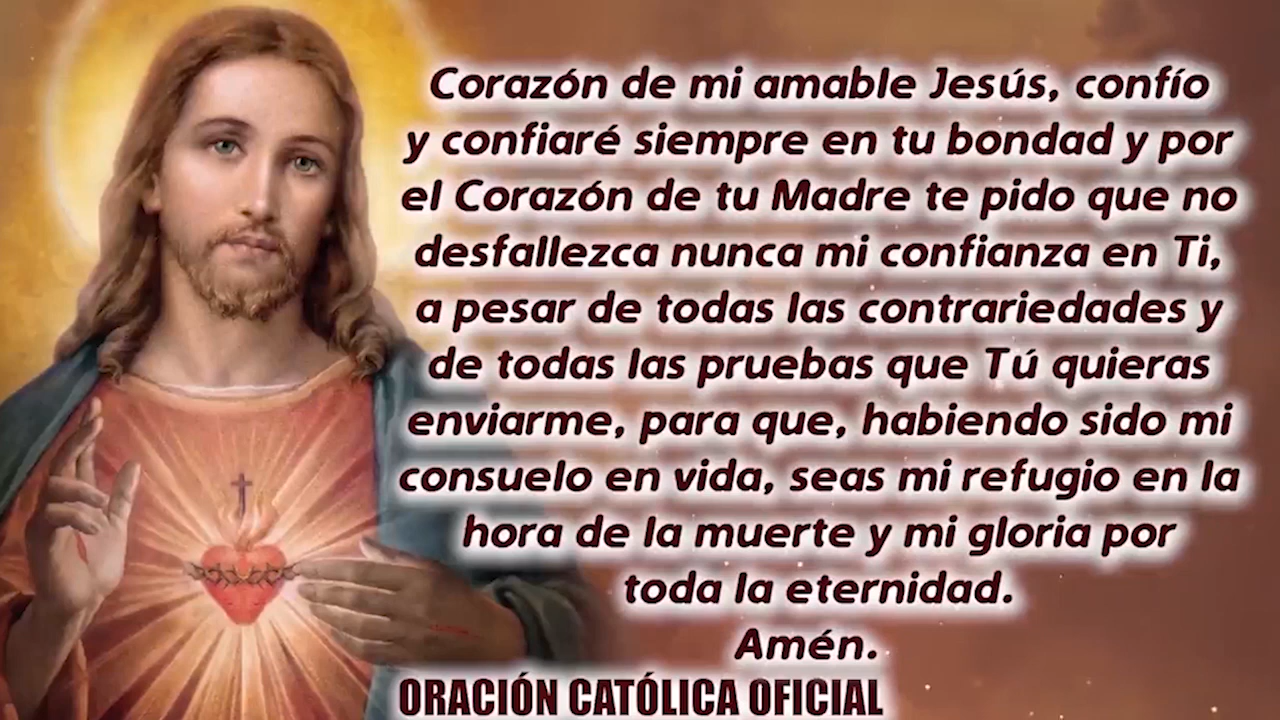 Corazón de mi amable Jesús, confío
y confiaré siempre en tu bondad y por
el Corazón de tu Madre te pido que no
desfallezca nunca mi confianza en Ti,
a pesar de todas las contrariedades y
de todas las pruebas que Tú quieras
enviarme, para que, habiendo sido mi
consuelo en vida, seas mi refugio en la
hora de la muerte y mi gloria por
toda la eternidad.
Amén.
ORACIÓN CATÓLICA OFICIAL